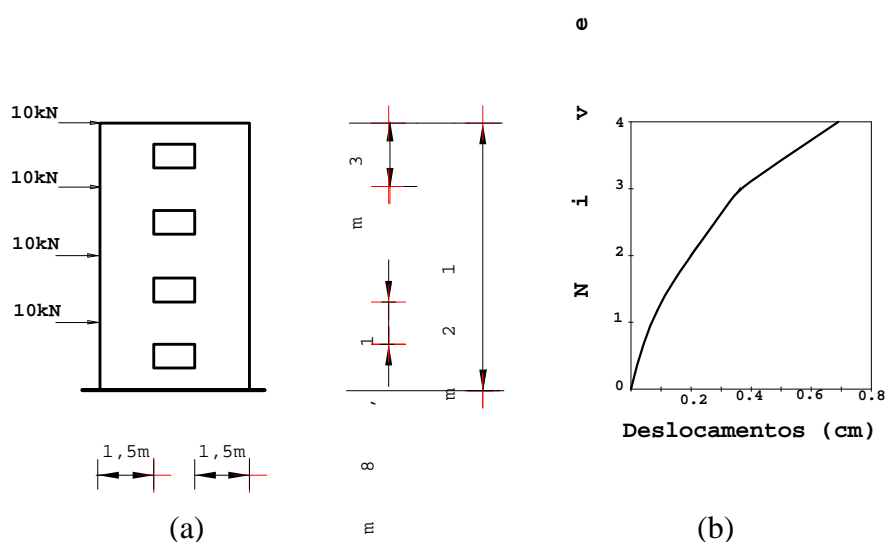 10kN
10kN
10kN
10kN
1,5m
1,5m
(a)
3 m
1 , 8 m
1 2 m
N i v e
4
3
2
1
0
0.2
0.4
0.6
0.8
Deslocamentos (cm)
(b)